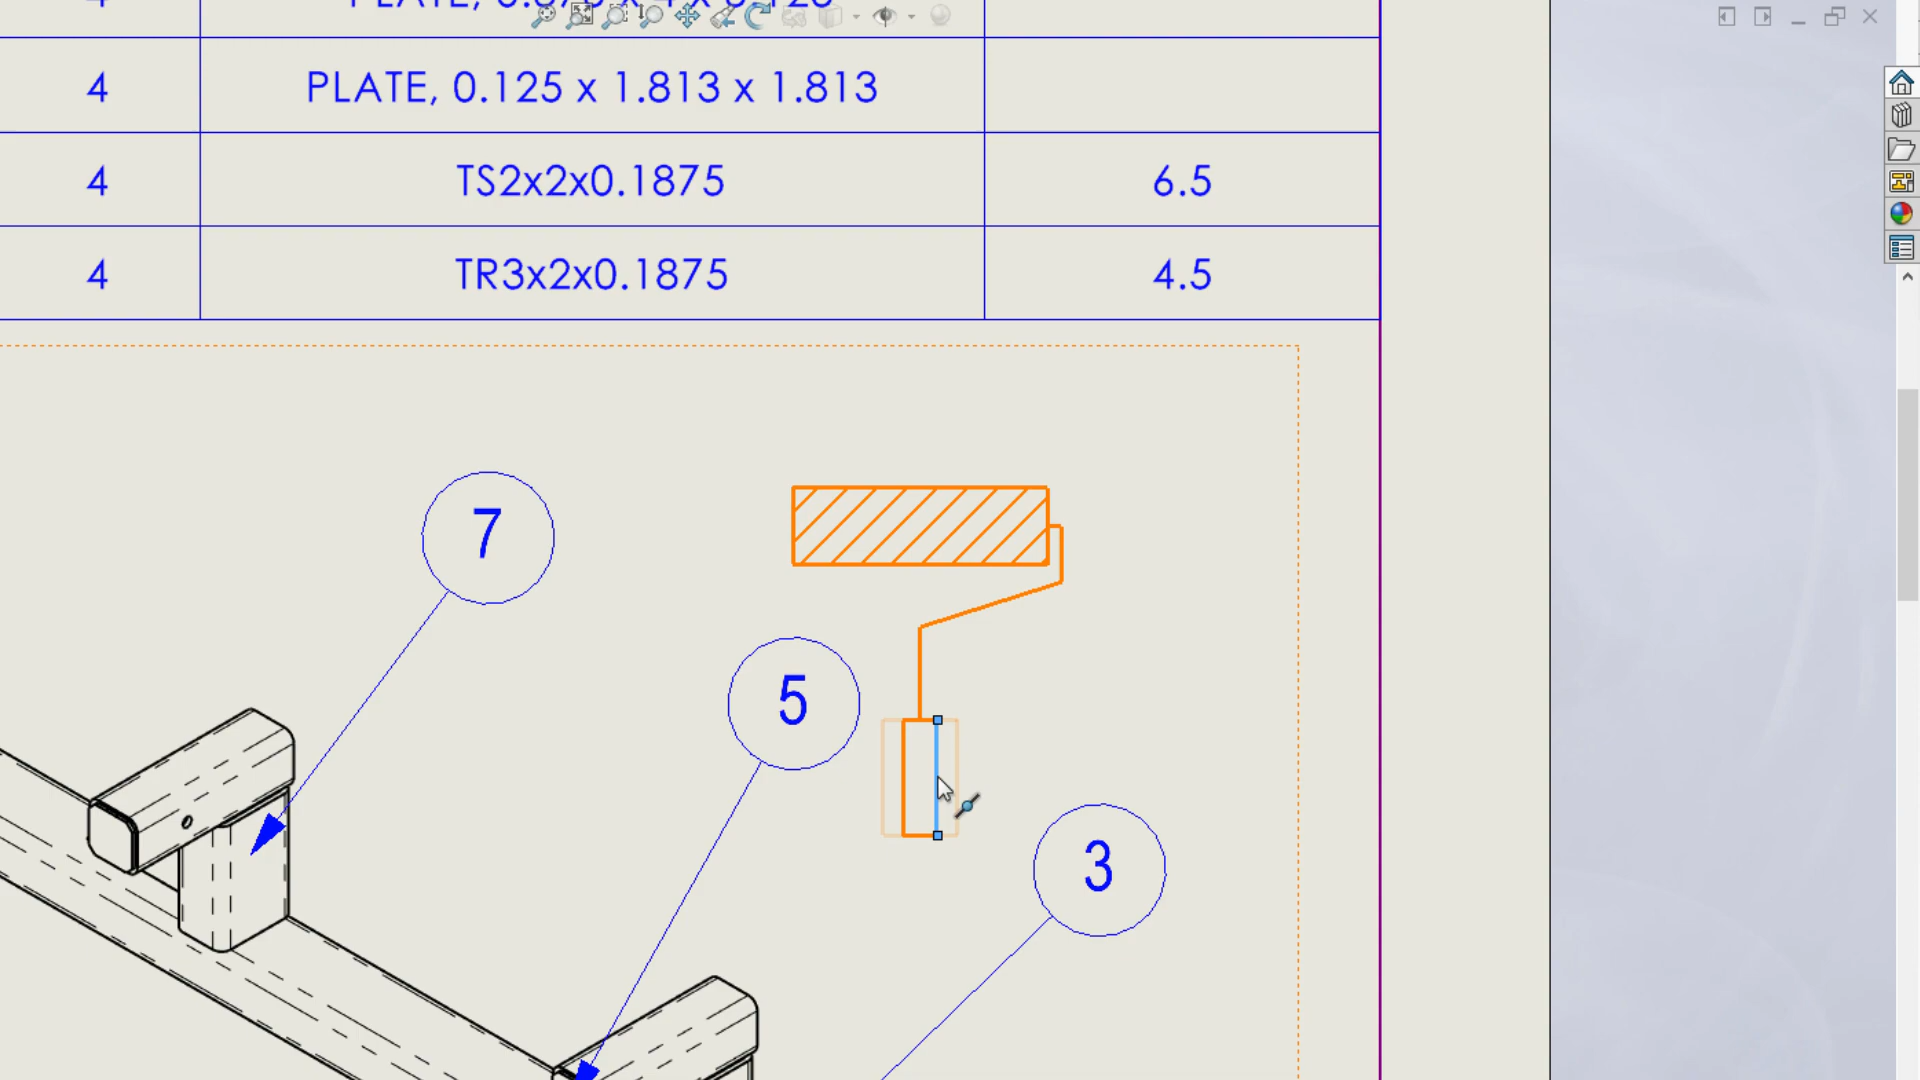 4 PLATE, 0.125 x 1.813 x 1.813
4 TS2x2x0.1875 6.5
4 TR3x2x0.1875 4.5
7
5
3